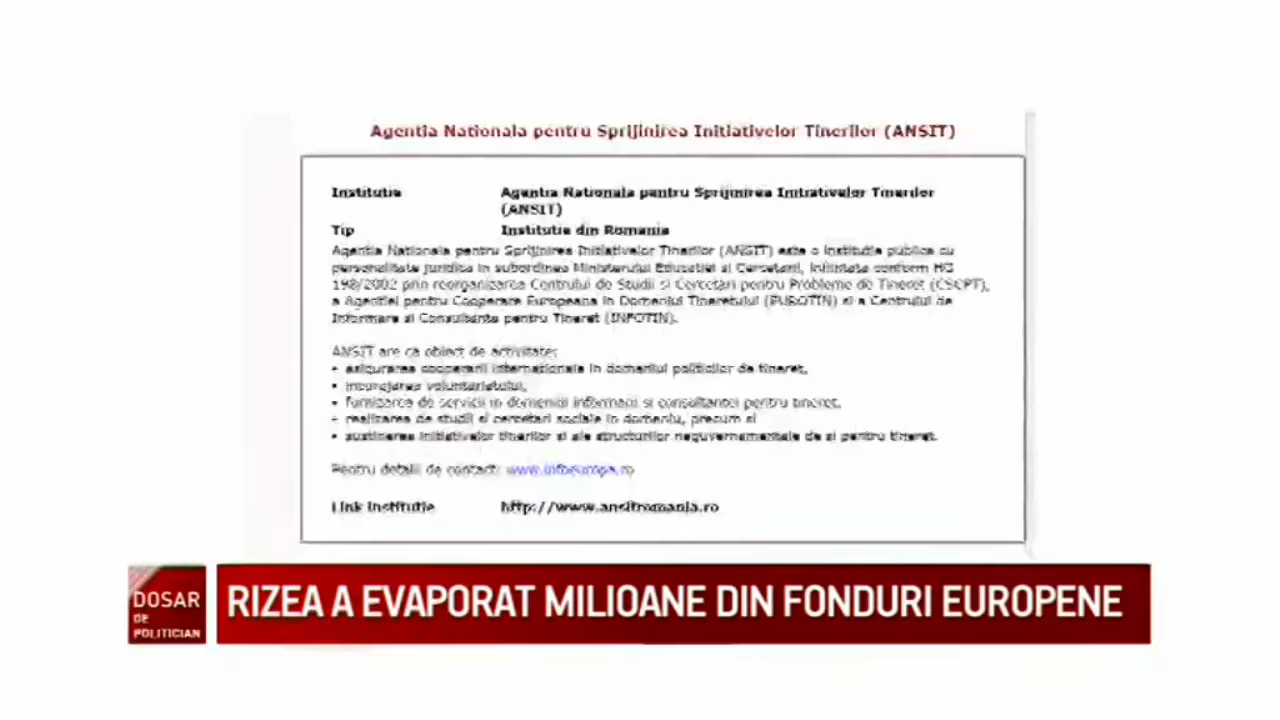 Agentia Nationala pentru Sprijinirea Initiativelor Tinerilor (ANSIT)
Institutie
Agentia Nationala pentru Sprijinirea Initiativelor Tinerilor
(ANSIT)
Tip
Institutie din Romania
Agentia Nationala pentru Sprijinirea Initiativelor Tinerilor (ANSIT) este o institutie publica cu
personalitate juridica in subordinea Ministerului Educatiei si Cercetarii, infiintata conform HG
198/2002 prin reorganizarea Centrului de Studii si Cercetari pentru Probleme de Tineret (CSCPT),
a Agentiei pentru Cooperare Europeana in Domeniul Tineretului (EUROTIN) si a Centrului de
Informare si Consultanta pentru Tineret (INFOTIN).
ANSIT are ca obiect de activitate:
• asigurarea cooperarii internationale in domeniul politicilor de tineret,
• incurajarea voluntariatului,
• furnizarea de servicii in domeniul informarii si consultantei pentru tineret,
• realizarea de studii si cercetari sociale in domeniu, precum si
• sustinerea initiativelor tinerilor si ale structurilor neguvernamentale de si pentru tineret.
Pentru detalii de contact: www.infoeuropa.ro
Link institutie
http://www.ansitromania.ro
DOSAR
DE
POLITICIAN
RIZEA A EVAPORAT MILIOANE DIN FONDURI EUROPENE